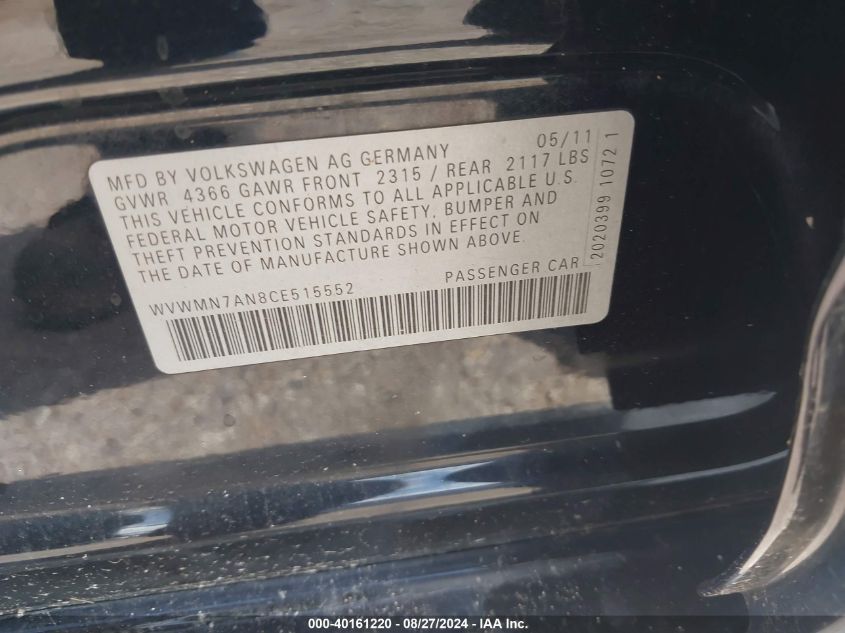 MFD BY VOLKSWAGEN AG GERMANY 05/11
GVWR 4366 GAWR FRONT 2315 / REAR 2117 LBS
THIS VEHICLE CONFORMS TO ALL APPLICABLE U.S.
FEDERAL MOTOR VEHICLE SAFETY, BUMPER AND
THEFT PREVENTION STANDARDS IN EFFECT ON
THE DATE OF MANUFACTURE SHOWN ABOVE.
WVWMN7AN8CE515552 PASSENGER CAR
2020399 1072 1
000-40161220 - 08/27/2024 - IAA Inc.